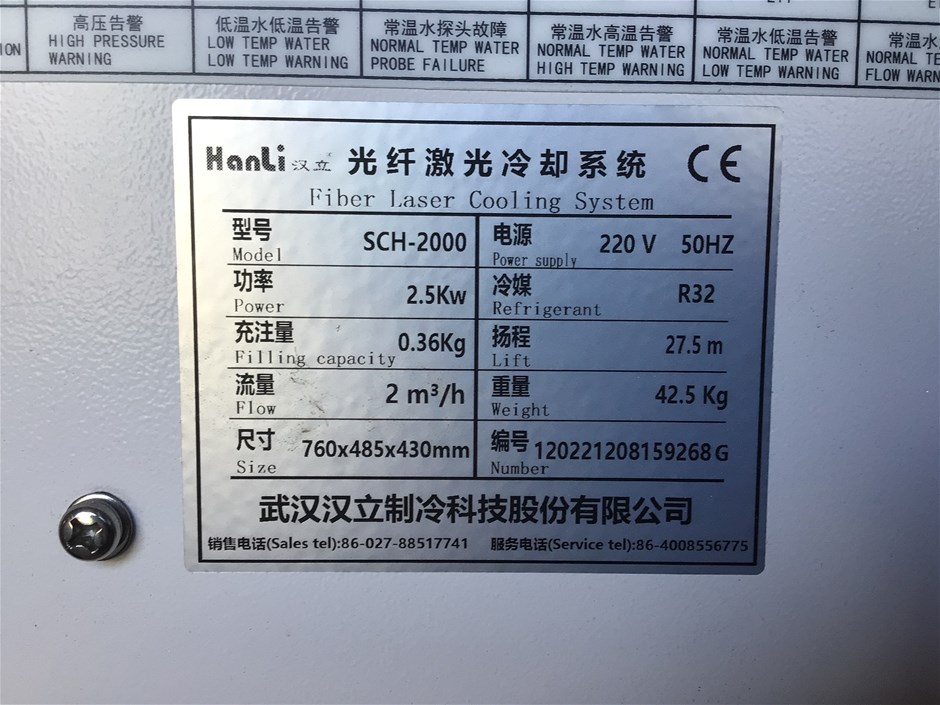 高压告警 低温水低温告警 常温水探头故障 常温水高温告警 常温水低温告警 常温水
HIGH PRESSURE LOW TEMP WATER NORMAL TEMP WATER NORMAL TEMP WATER NORMAL TEMP WATER NORMAL TE
WARNING LOW TEMP WARNING PROBE FAILURE HIGH TEMP WARNING LOW TEMP WARNING FLOW WARN
HanLi 汉立 光纤激光冷却系统 CE
Fiber Laser Cooling System
型号 SCH-2000 电源 220 V 50HZ
Model Power supply
功率 2.5Kw 冷媒 R32
Power Refrigerant
充注量 0.36Kg 扬程 27.5 m
Filling capacity Lift
流量 2 m³/h 重量 42.5 Kg
Flow Weight
尺寸 760x485x430mm 编号 120221208159268 G
Size Number
武汉汉立制冷科技股份有限公司
销售电话(Sales tel):86-027-88517741 服务电话(Service tel):86-4008556775